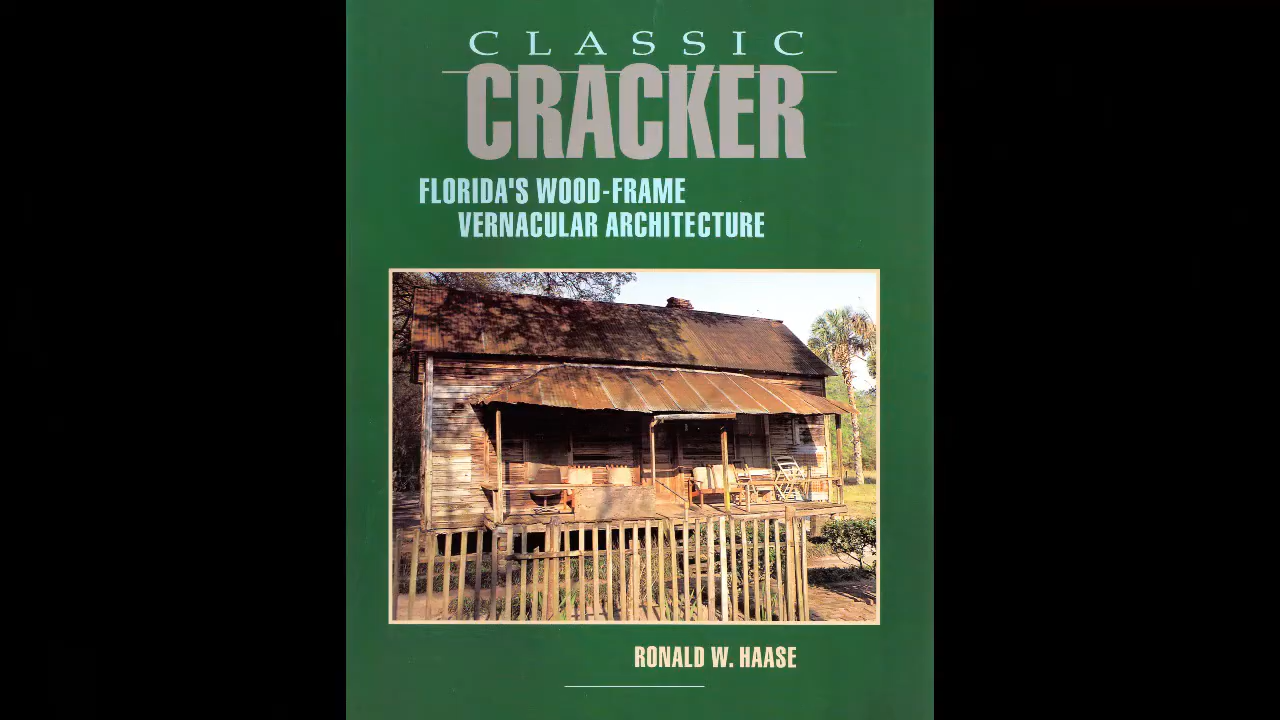 CLASSIC
CRACKER
FLORIDA'S WOOD-FRAME
VERNACULAR ARCHITECTURE
RONALD W. HAASE